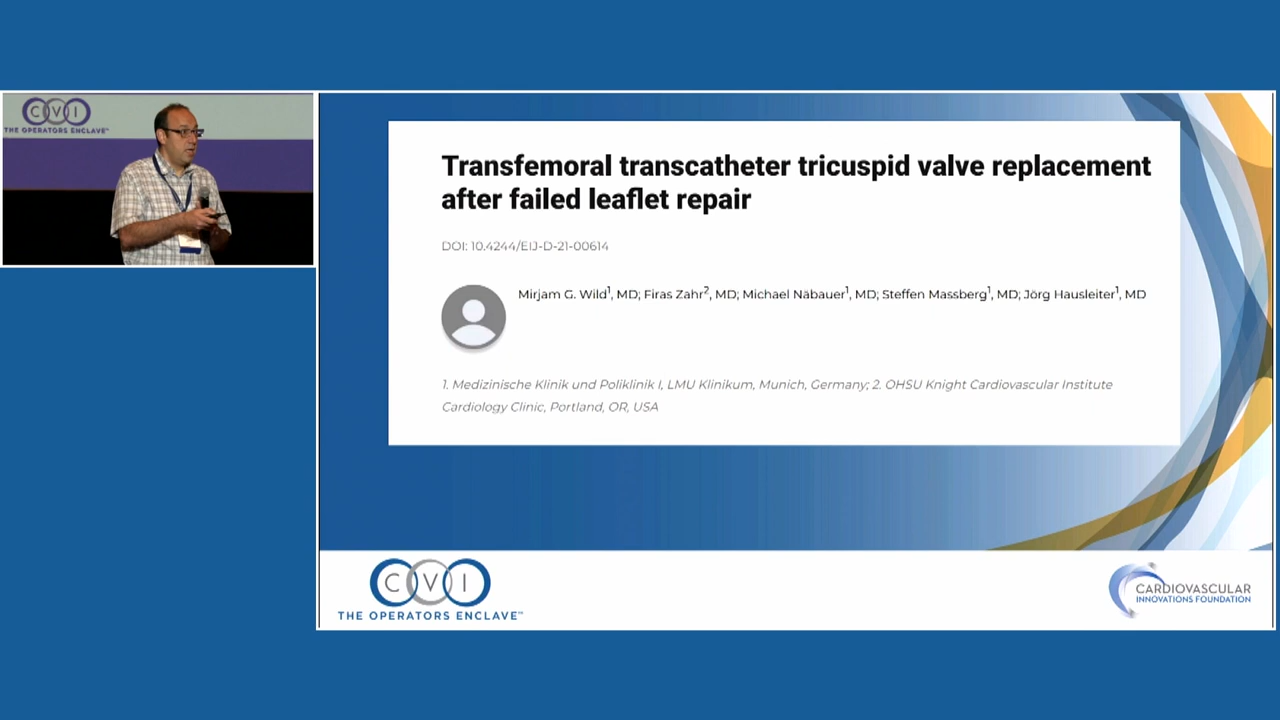 C V I
THE OPERATORS ENCLAVE™
Transfemoral transcatheter tricuspid valve replacement
after failed leaflet repair
DOI: 10.4244/EIJ-D-21-00614
Mirjam G. Wild1, MD; Firas Zahr2, MD; Michael Näbauer1, MD; Steffen Massberg1, MD; Jörg Hausleiter1, MD
1. Medizinische Klinik und Poliklinik I, LMU Klinikum, Munich, Germany; 2. OHSU Knight Cardiovascular Institute
Cardiology Clinic, Portland, OR, USA
C V I
THE OPERATORS ENCLAVE™
CARDIOVASCULAR
INNOVATIONS FOUNDATION